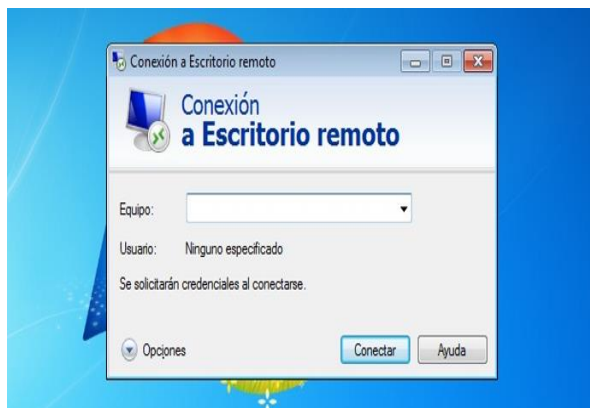 Conexión a Escritorio remoto
Conexión
a Escritorio remoto
Equipo:
Usuario: Ninguno especificado
Se solicitarán credenciales al conectarse.
Opciones Conectar Ayuda